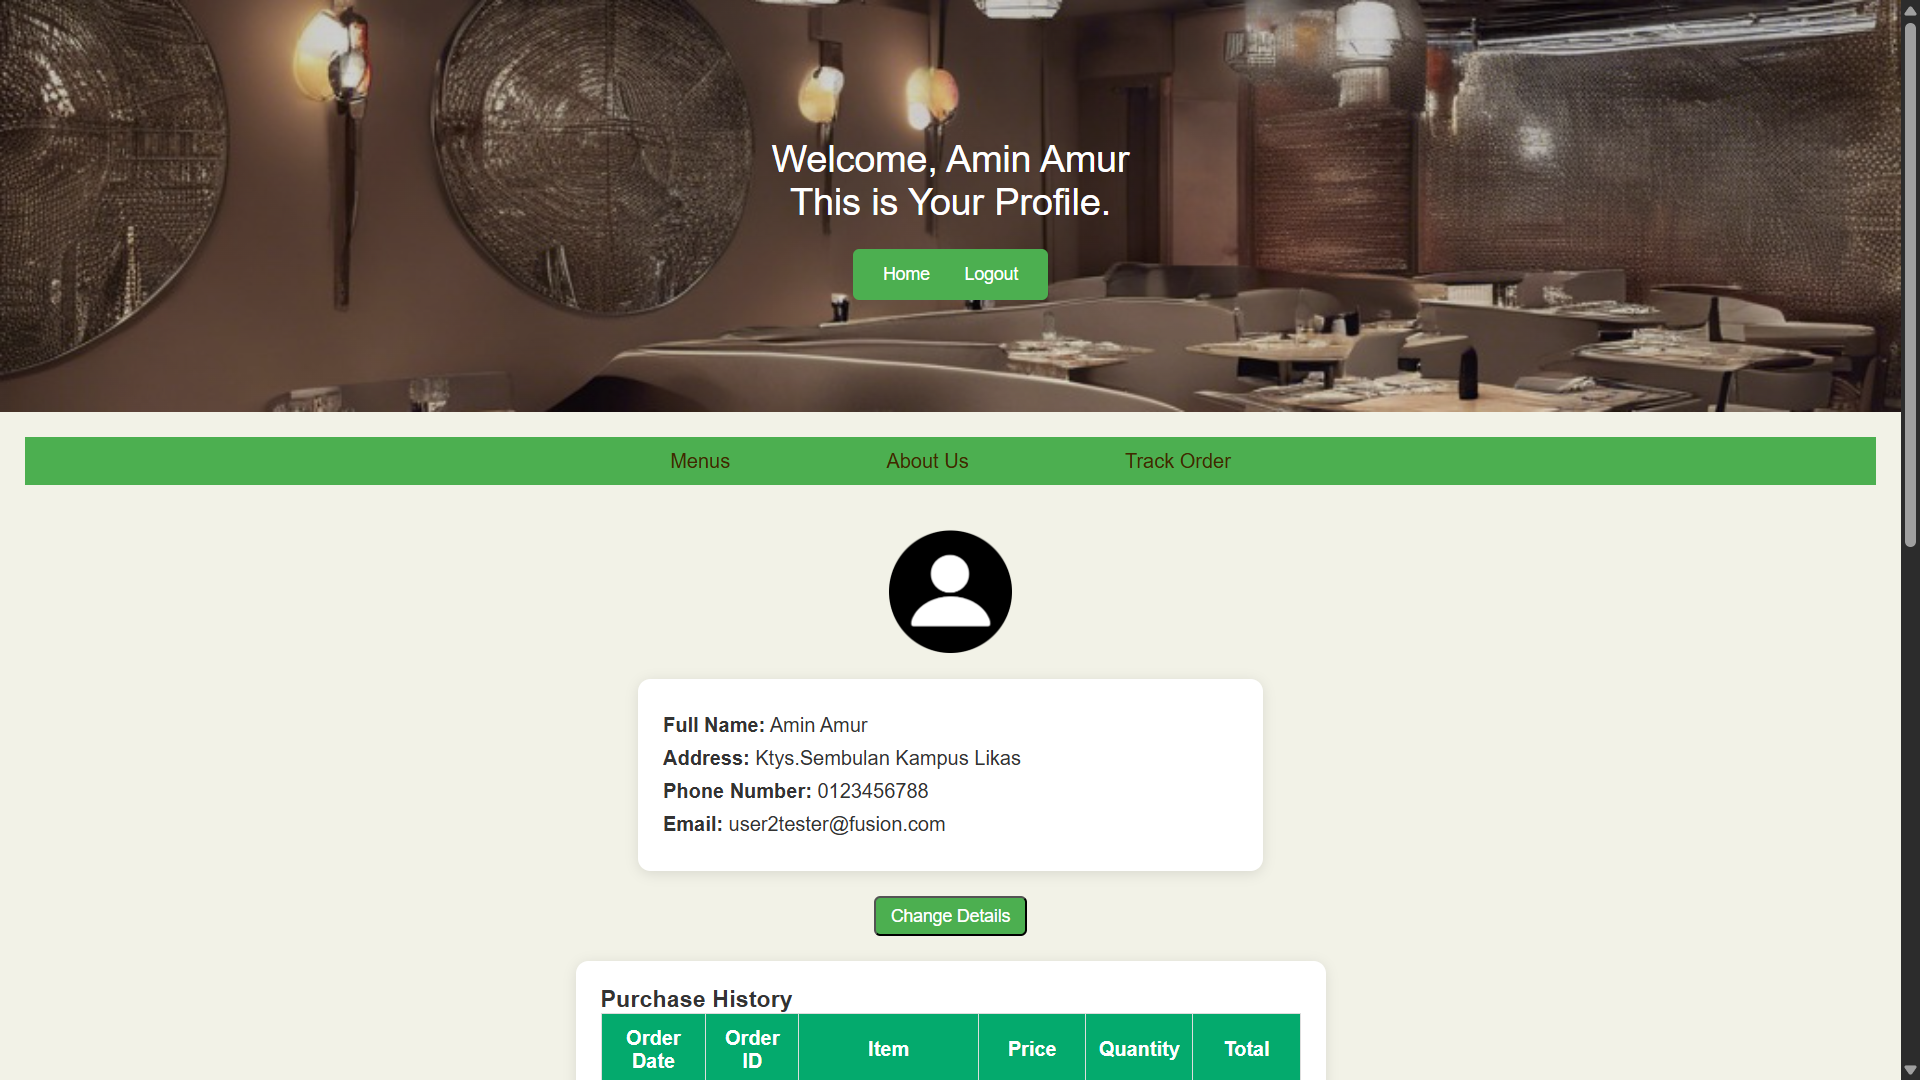 Welcome, Amin Amur
This is Your Profile.
Home Logout
Menus About Us Track Order
Full Name: Amin Amur
Address: Ktys.Sembulan Kampus Likas
Phone Number: 0123456788
Email: user2tester@fusion.com
Change Details
Purchase History
Order Date Order ID Item Price Quantity Total